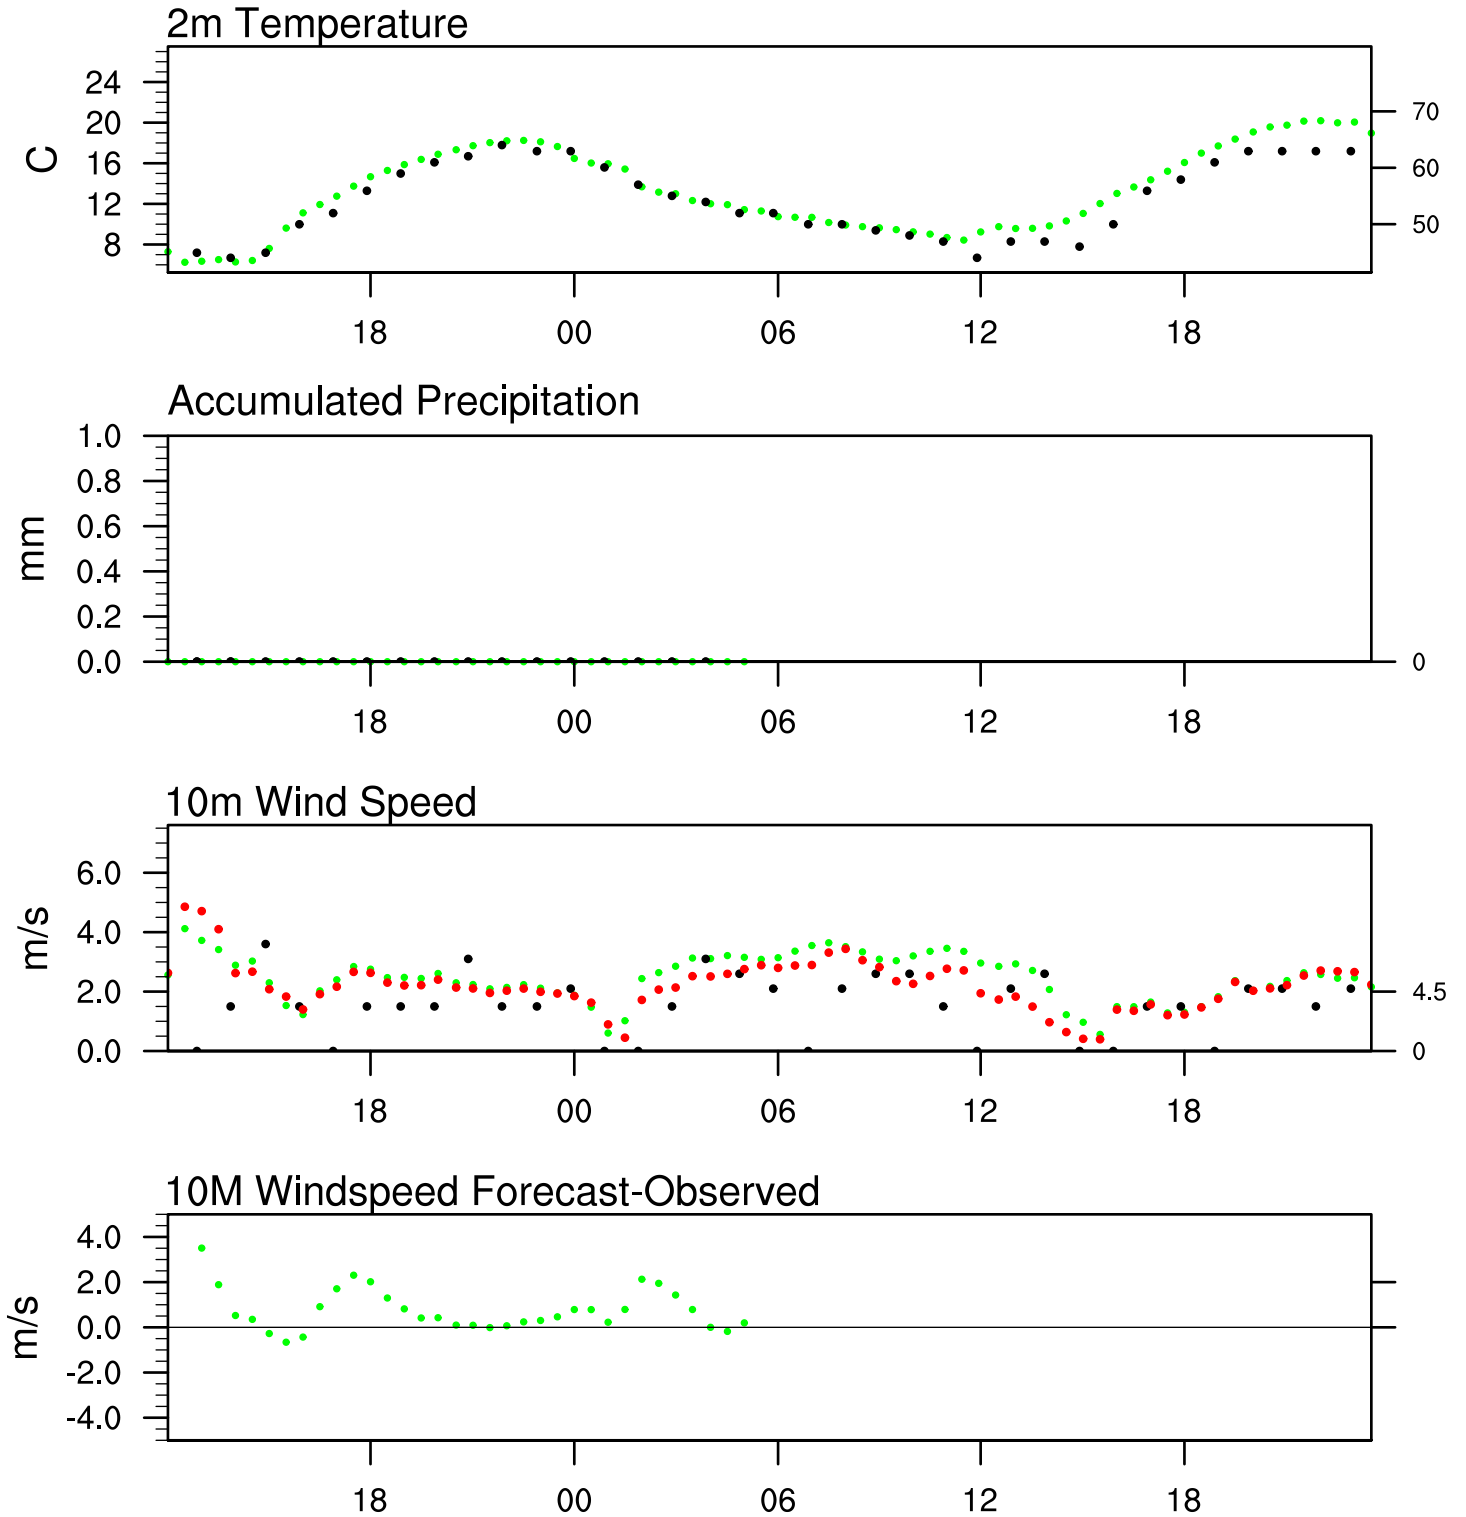 2m Temperature
24
20
16
12
8
C
70
60
50
18 00 06 12 18
Accumulated Precipitation
1.0
0.8
0.6
0.4
0.2
0.0
mm
0
18 00 06 12 18
10m Wind Speed
6.0
4.0
2.0
0.0
m/s
4.5
0
18 00 06 12 18
10M Windspeed Forecast-Observed
4.0
2.0
0.0
-2.0
-4.0
m/s
18 00 06 12 18